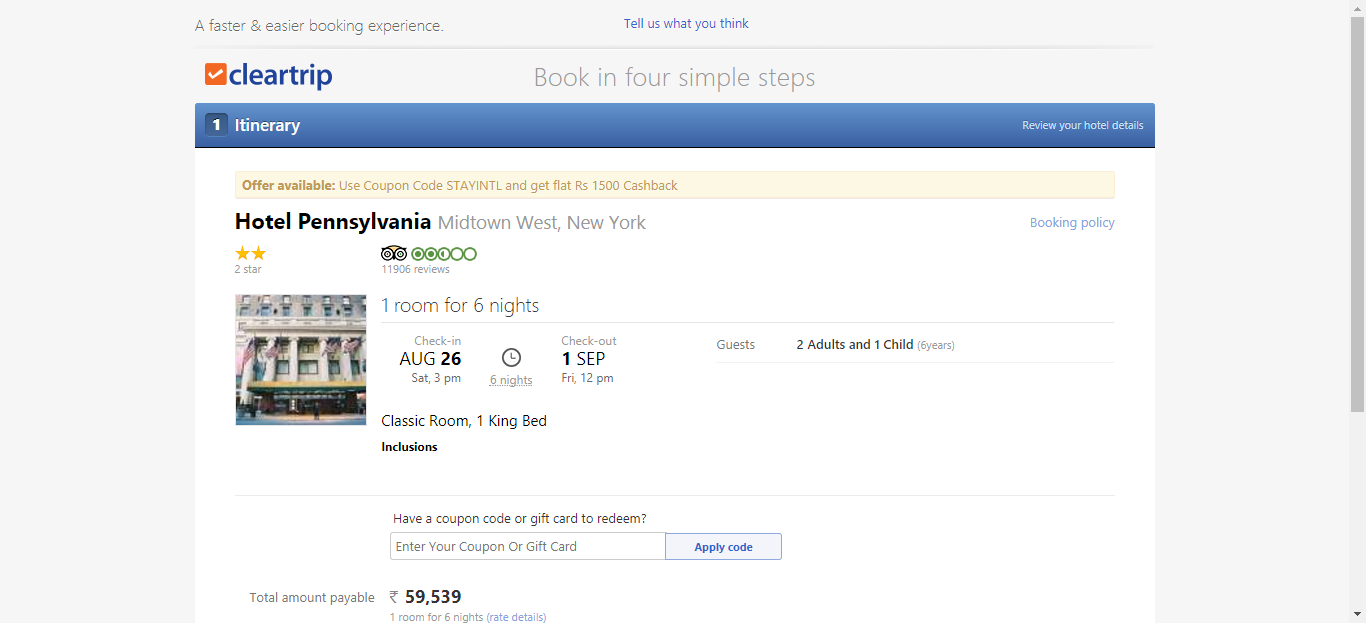 A faster & easier booking experience.
Tell us what you think
cleartrip
Book in four simple steps
1 Itinerary
Review your hotel details
Offer available: Use Coupon Code STAYINTL and get flat Rs 1500 Cashback
Hotel Pennsylvania Midtown West, New York
Booking policy
2 star
11906 reviews
1 room for 6 nights
Check-in
AUG 26
Sat, 3 pm
6 nights
Check-out
1 SEP
Fri, 12 pm
Guests
2 Adults and 1 Child (6years)
Classic Room, 1 King Bed
Inclusions
Have a coupon code or gift card to redeem?
Enter Your Coupon Or Gift Card
Apply code
Total amount payable
₹ 59,539
1 room for 6 nights (rate details)